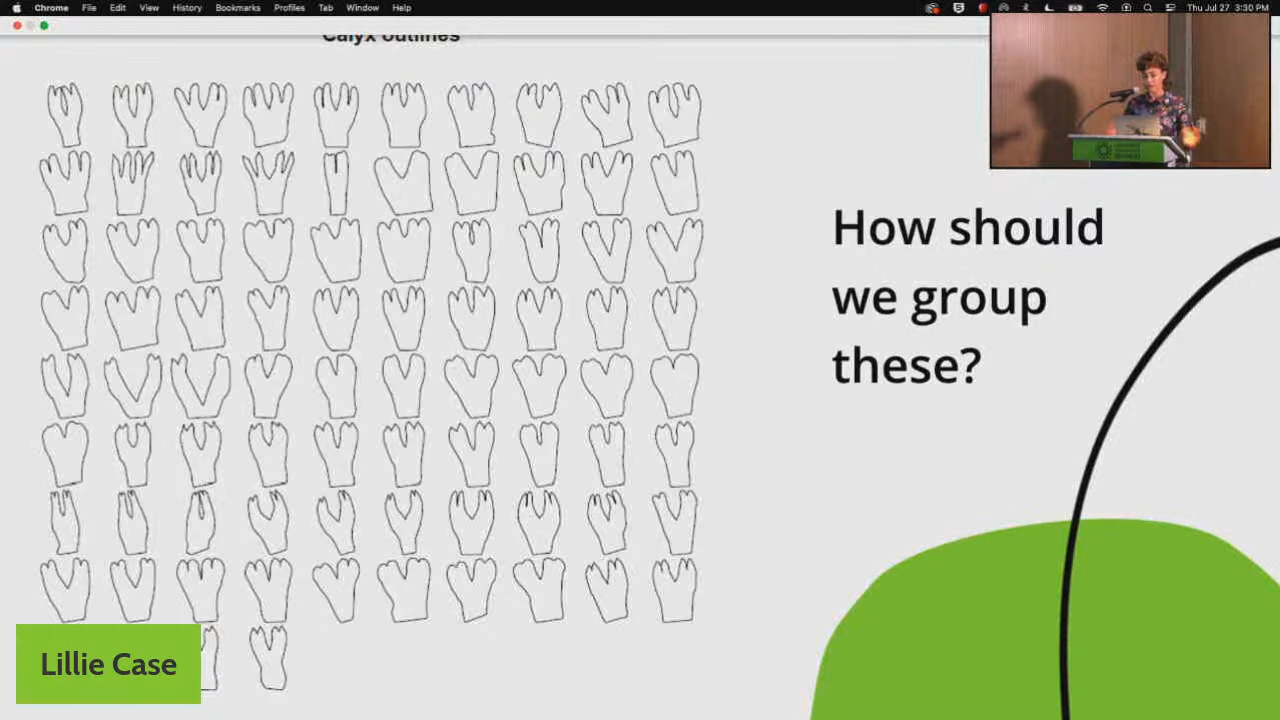 Chrome File Edit View History Bookmarks Profiles Tab Window Help Thu Jul 27 3:30 PM
Calyx outlines
How should
we group
these?
Lillie Case